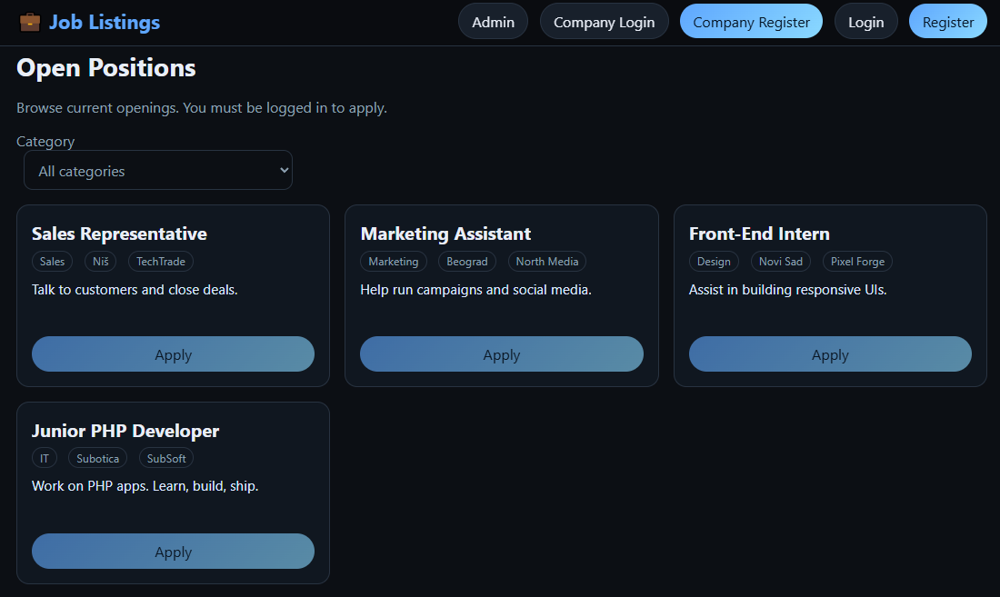 Job Listings
Admin
Company Login
Company Register
Login
Register
Open Positions
Browse current openings. You must be logged in to apply.
Category
All categories
Sales Representative
Sales Niš TechTrade
Talk to customers and close deals.
Apply
Marketing Assistant
Marketing Beograd North Media
Help run campaigns and social media.
Apply
Front-End Intern
Design Novi Sad Pixel Forge
Assist in building responsive UIs.
Apply
Junior PHP Developer
IT Subotica SubSoft
Work on PHP apps. Learn, build, ship.
Apply